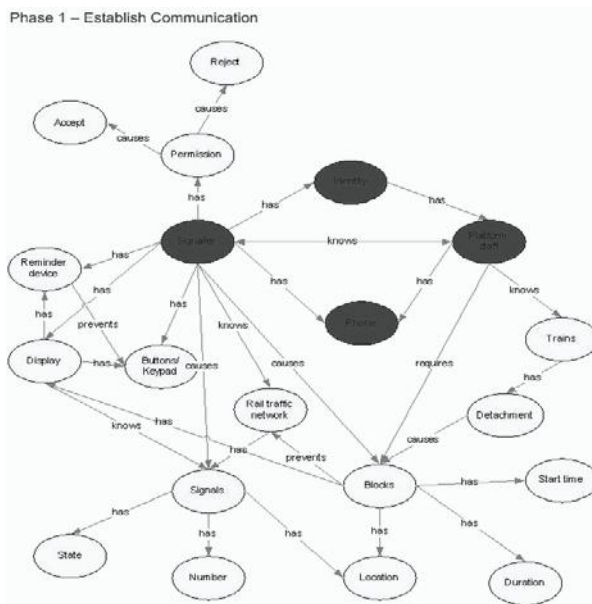 Phase 1 – Establish Communication
Reject
causes
Accept
causes
Permission
has
has
Identity
has
Signaller
knows
Platform
staff
Reminder
device
has
has
has
has
knows
has
prevents
has
knows
causes
Phone
Trains
Display
has
Buttons/
Keypad
causes
requires
has
knows
has
Rail traffic
network
Detachment
has
prevents
causes
Signals
Blocks
has
Start time
has
has
has
has
has
State
Number
Location
Duration